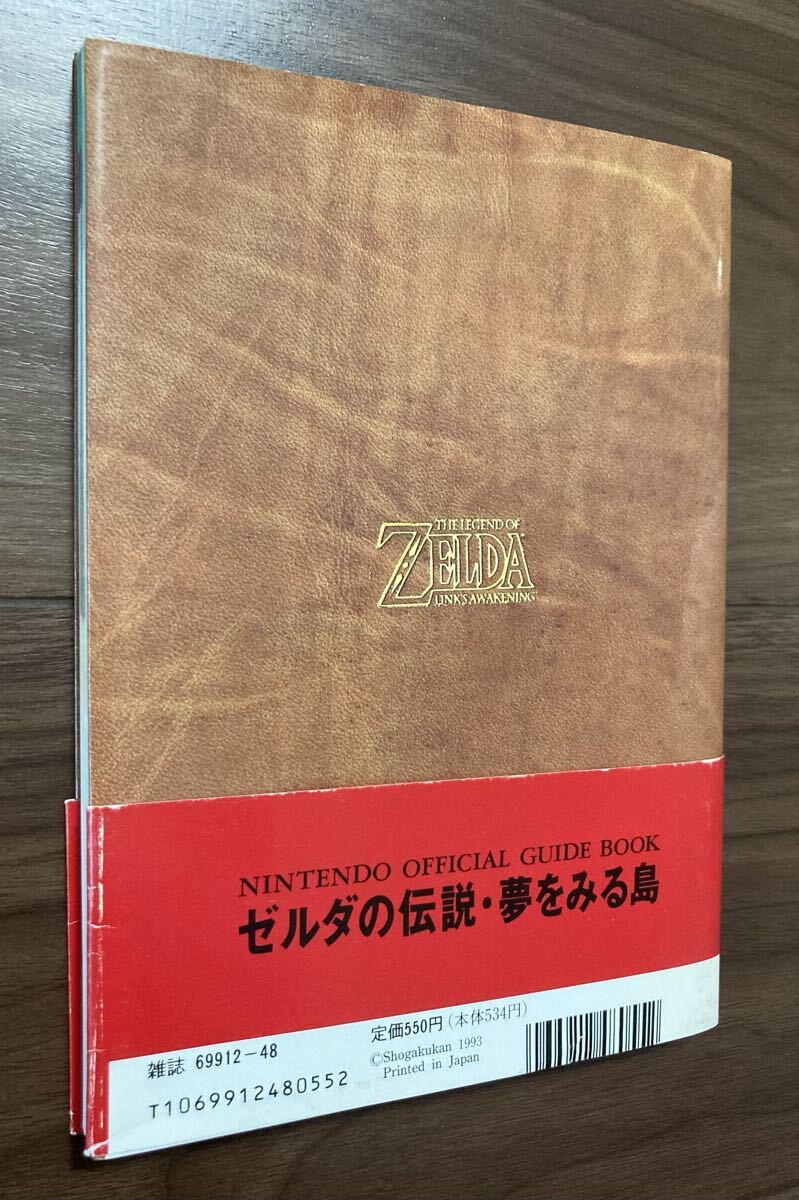 THE LEGEND OF
ZELDA
LINK'S AWAKENING
NINTENDO OFFICIAL GUIDE BOOK
ゼルダの伝説・夢をみる島
定価550円(本体534円)
雑誌 69912-48
©Shogakukan 1993
Printed in Japan
T1069912480552